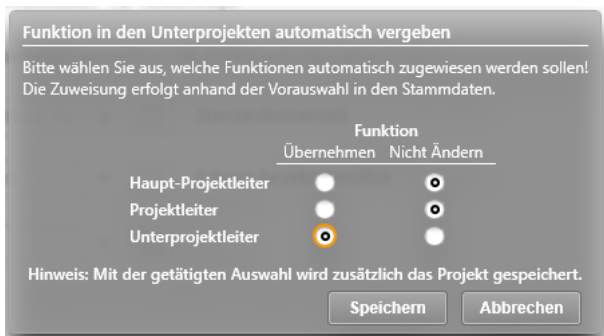 Funktion in den Unterprojekten automatisch vergeben
Bitte wählen Sie aus, welche Funktionen automatisch zugewiesen werden sollen!
Die Zuweisung erfolgt anhand der Vorauswahl in den Stammdaten.
Funktion
Übernehmen Nicht Ändern
Haupt-Projektleiter
Projektleiter
Unterprojektleiter
Hinweis: Mit der getätigten Auswahl wird zusätzlich das Projekt gespeichert.
Speichern Abbrechen